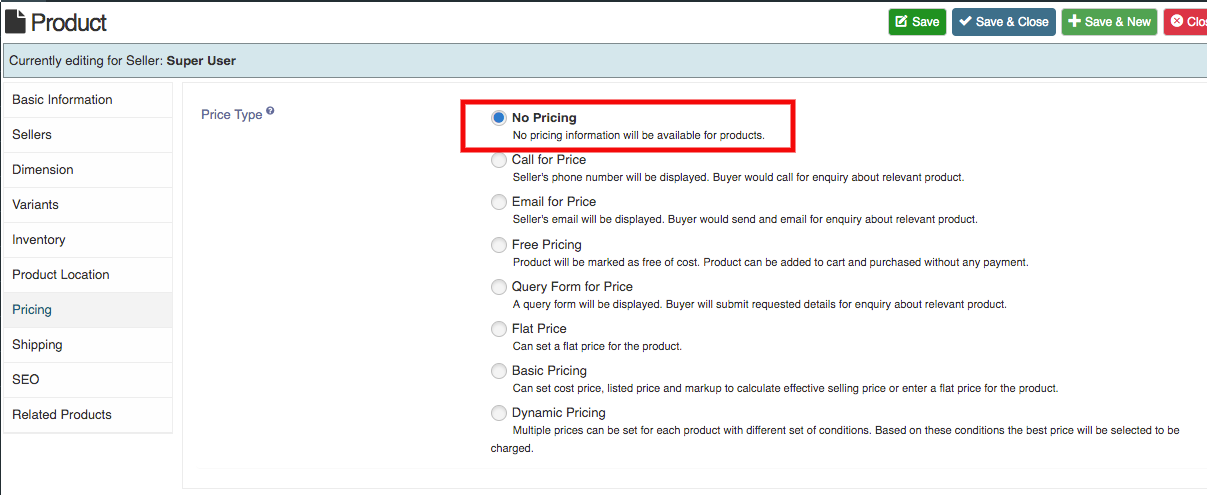 Product
Save
Save & Close
Save & New
Currently editing for Seller: Super User
Basic Information
Sellers
Dimension
Variants
Inventory
Product Location
Pricing
Shipping
SEO
Related Products
Price Type
No Pricing
No pricing information will be available for products.
Call for Price
Seller's phone number will be displayed. Buyer would call for enquiry about relevant product.
Email for Price
Seller's email will be displayed. Buyer would send and email for enquiry about relevant product.
Free Pricing
Product will be marked as free of cost. Product can be added to cart and purchased without any payment.
Query Form for Price
A query form will be displayed. Buyer will submit requested details for enquiry about relevant product.
Flat Price
Can set a flat price for the product.
Basic Pricing
Can set cost price, listed price and markup to calculate effective selling price or enter a flat price for the product.
Dynamic Pricing
Multiple prices can be set for each product with different set of conditions. Based on these conditions the best price will be selected to be
charged.